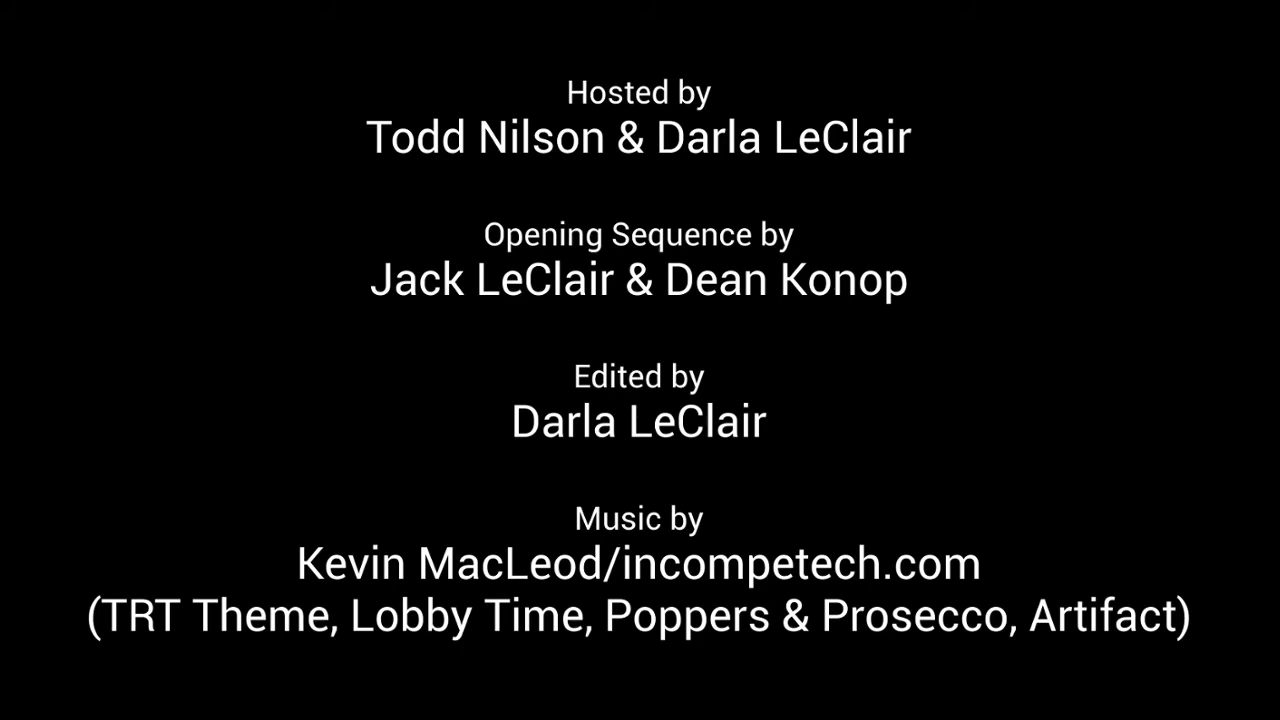 Hosted by
Todd Nilson & Darla LeClair
Opening Sequence by
Jack LeClair & Dean Konop
Edited by
Darla LeClair
Music by
Kevin MacLeod/incompetech.com
(TRT Theme, Lobby Time, Poppers & Prosecco, Artifact)